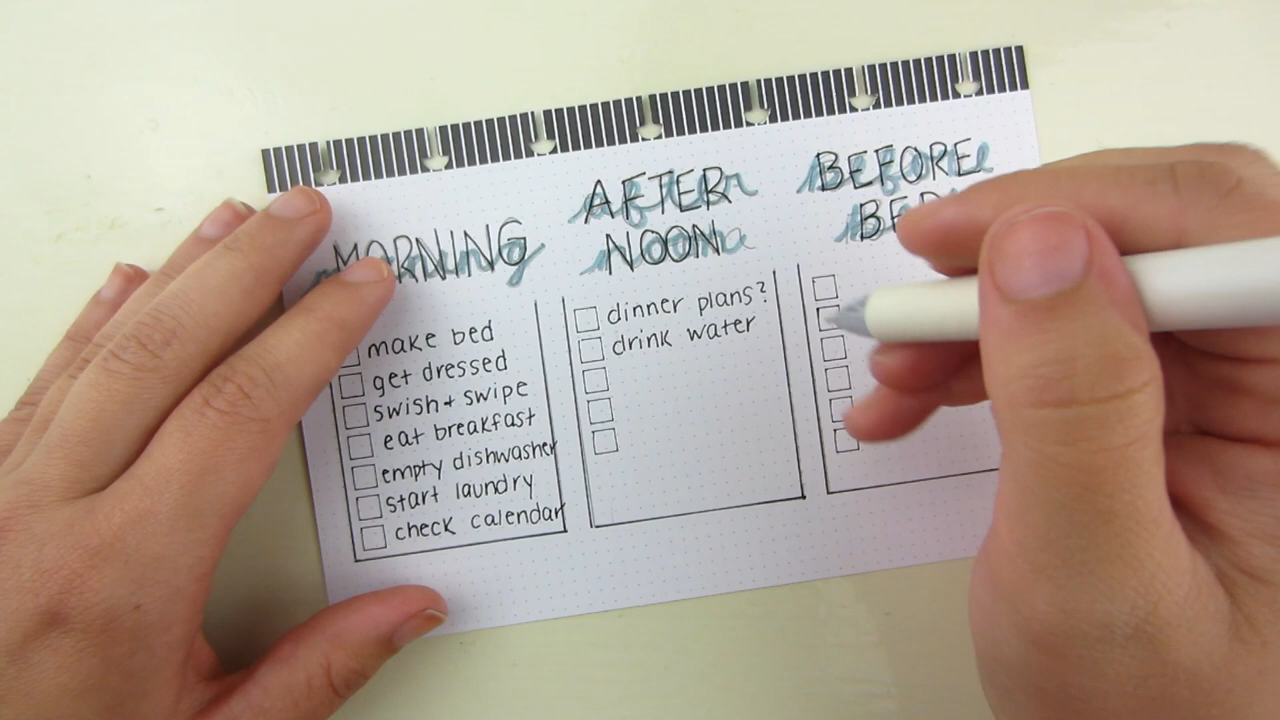 MORNING
make bed
get dressed
swish + swipe
eat breakfast
empty dishwasher
start laundry
check calendar
AFTER
NOON
dinner plans?
drink water
BEFORE
BED